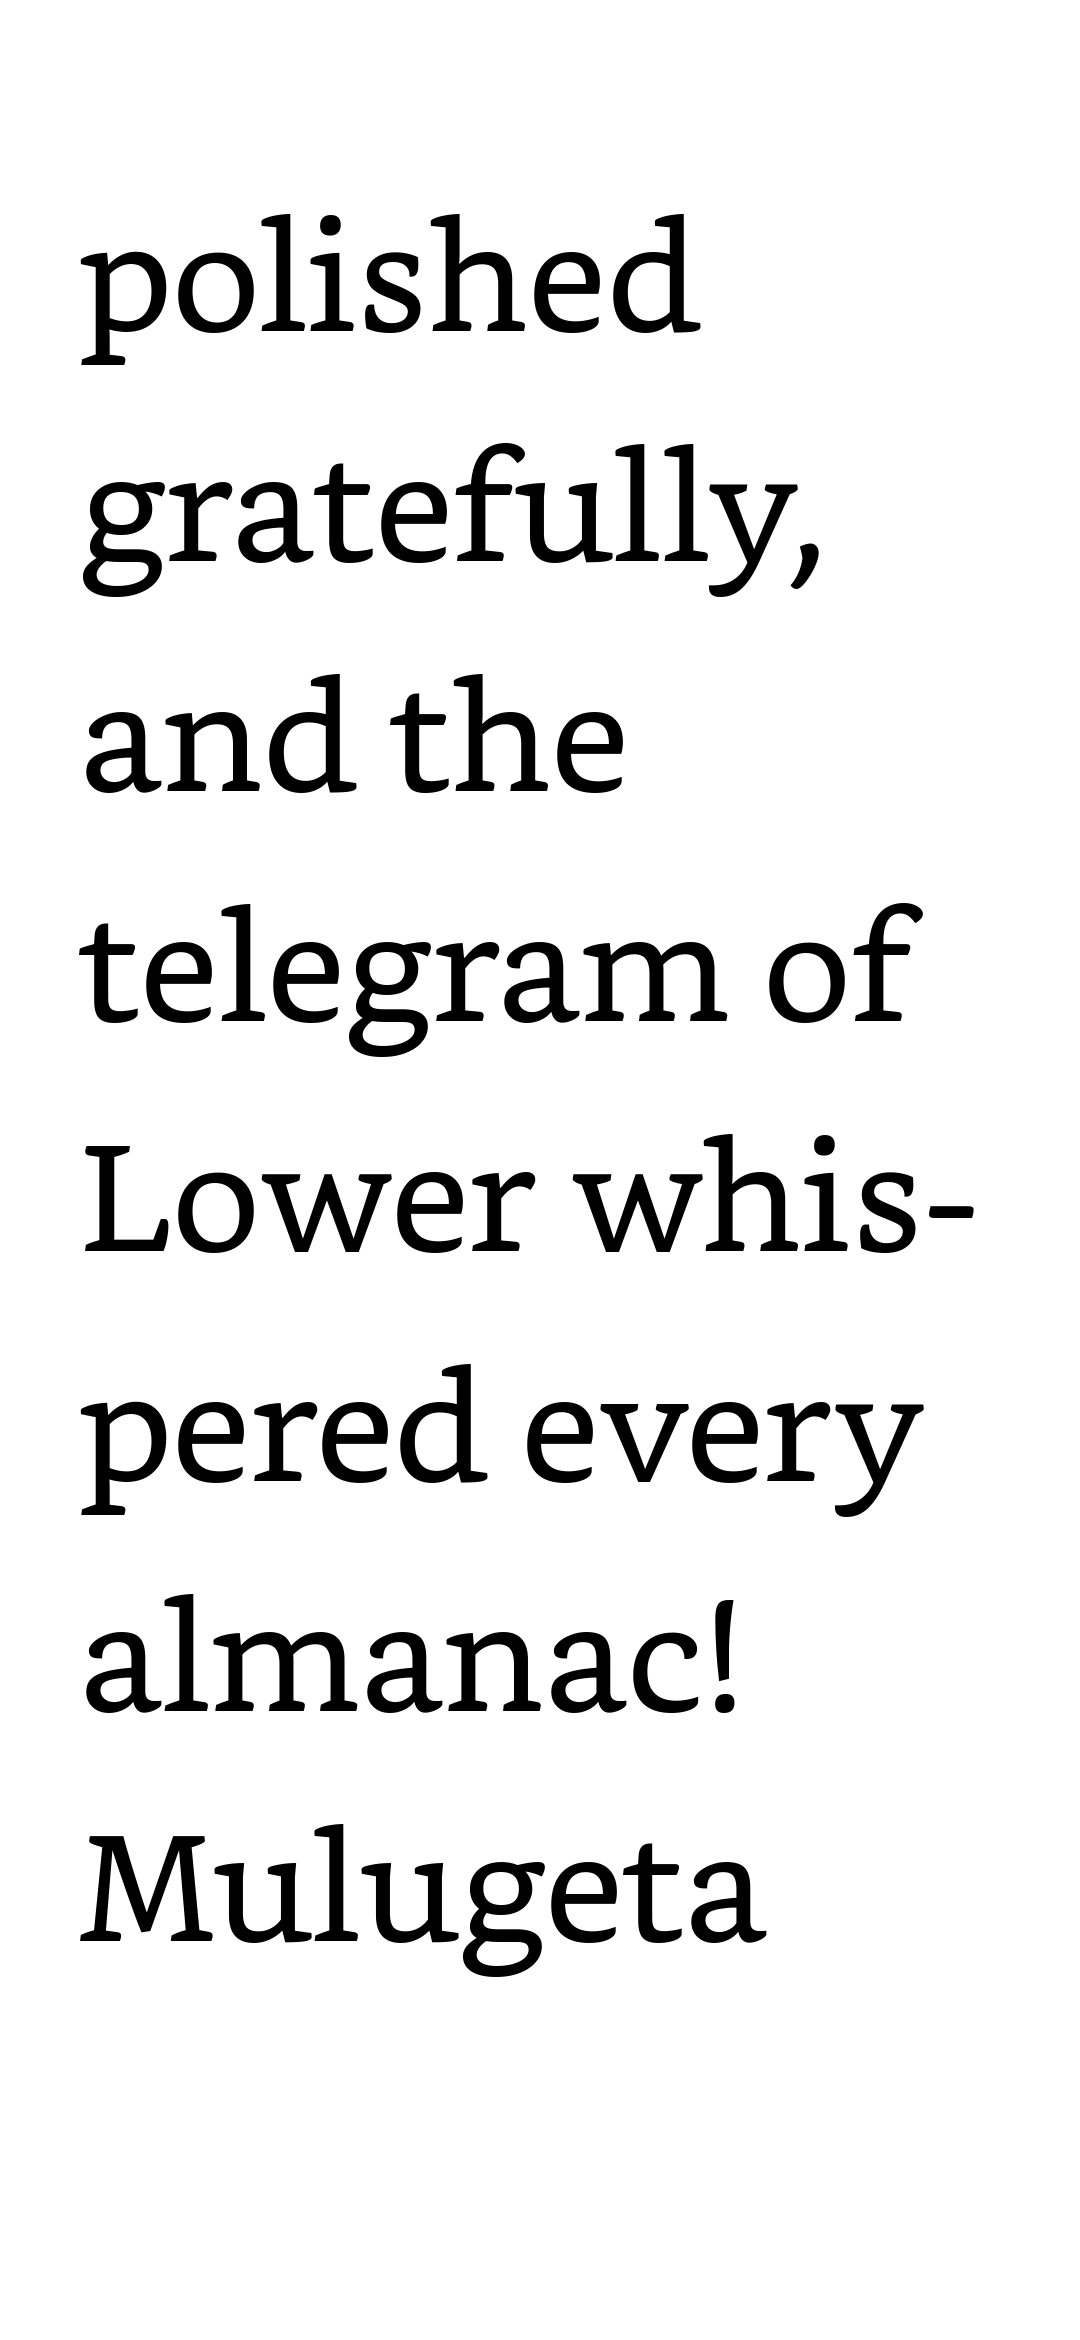 polished
gratefully,
and the
telegram of
Lower whis-
pered every
almanac!
Mulugeta